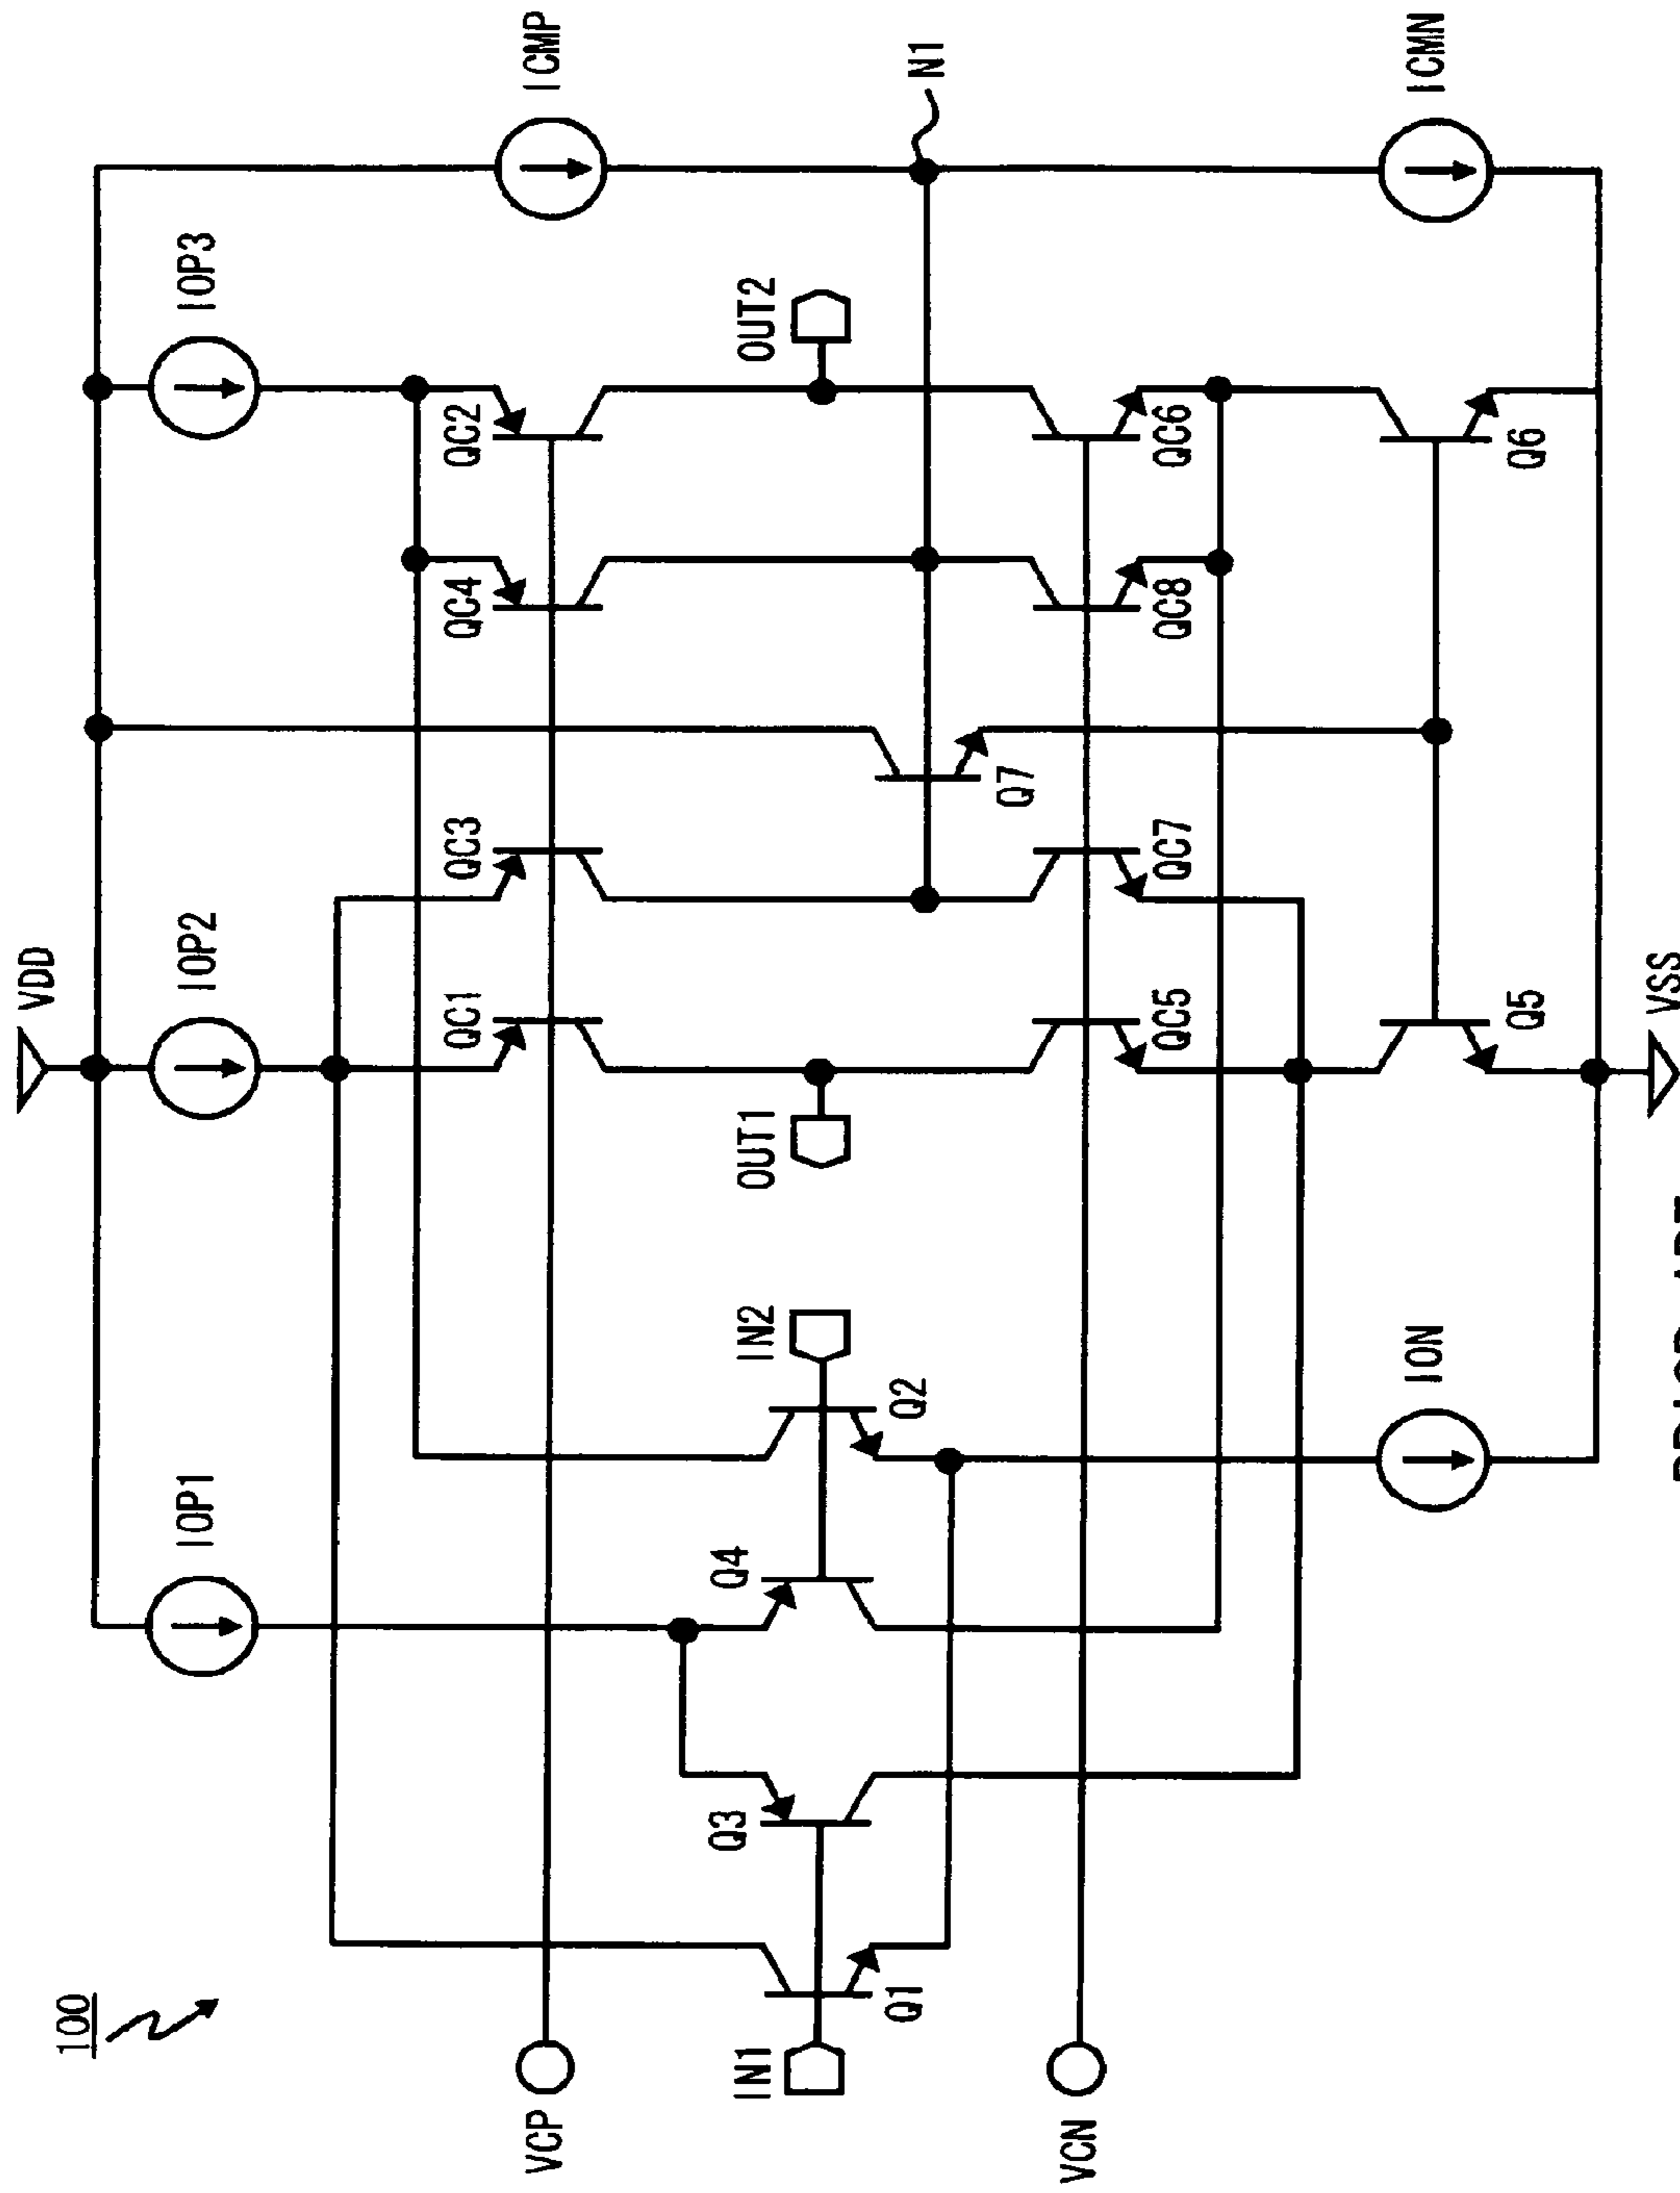 100
VDD
IOP1
IOP2
IOP3
ICMP
VCP
QC1
QC3
QC4
QC2
IN1
Q3
Q4
IN2
OUT1
OUT2
N1
Q1
Q2
Q7
VCN
QC5
QC7
QC8
QC6
ION
ICMN
Q5
Q6
VSS